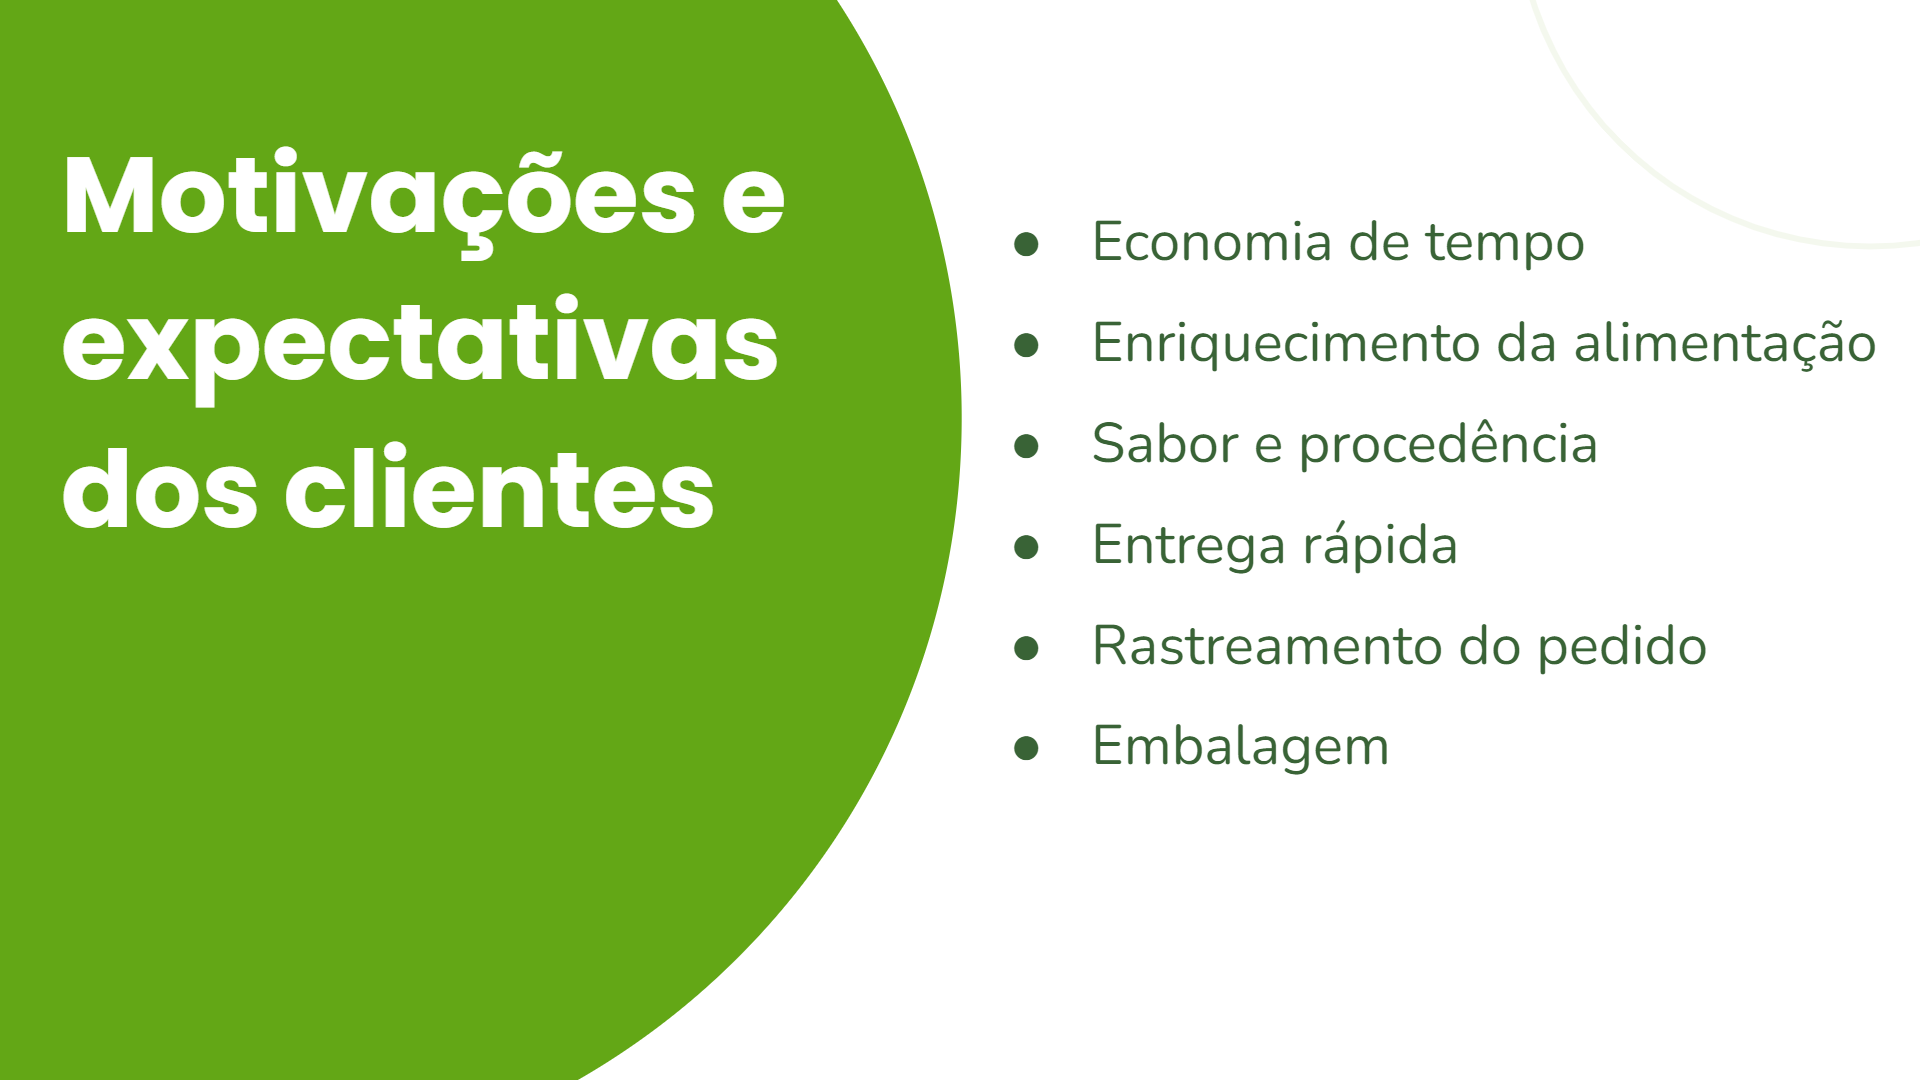 Motivações e
expectativas
dos clientes
● Economia de tempo
● Enriquecimento da alimentação
● Sabor e procedência
● Entrega rápida
● Rastreamento do pedido
● Embalagem